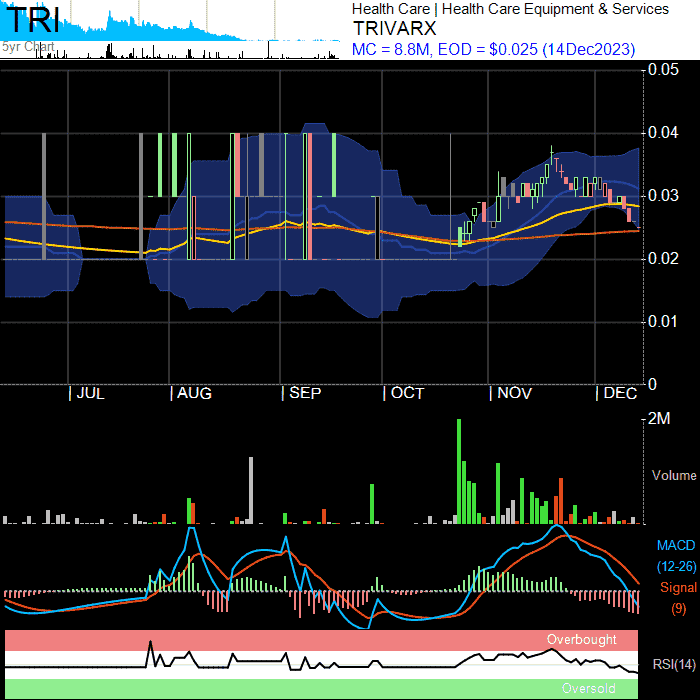 TRI
5yr Chart
Health Care | Health Care Equipment & Services
TRIVARX
MC = 8.8M, EOD = $0.025 (14Dec2023)
0.05
0.04
0.03
0.02
0.01
0
| JUL | AUG | SEP | OCT | NOV | DEC
2M
Volume
MACD
(12-26)
Signal
(9)
Overbought
RSI(14)
Oversold